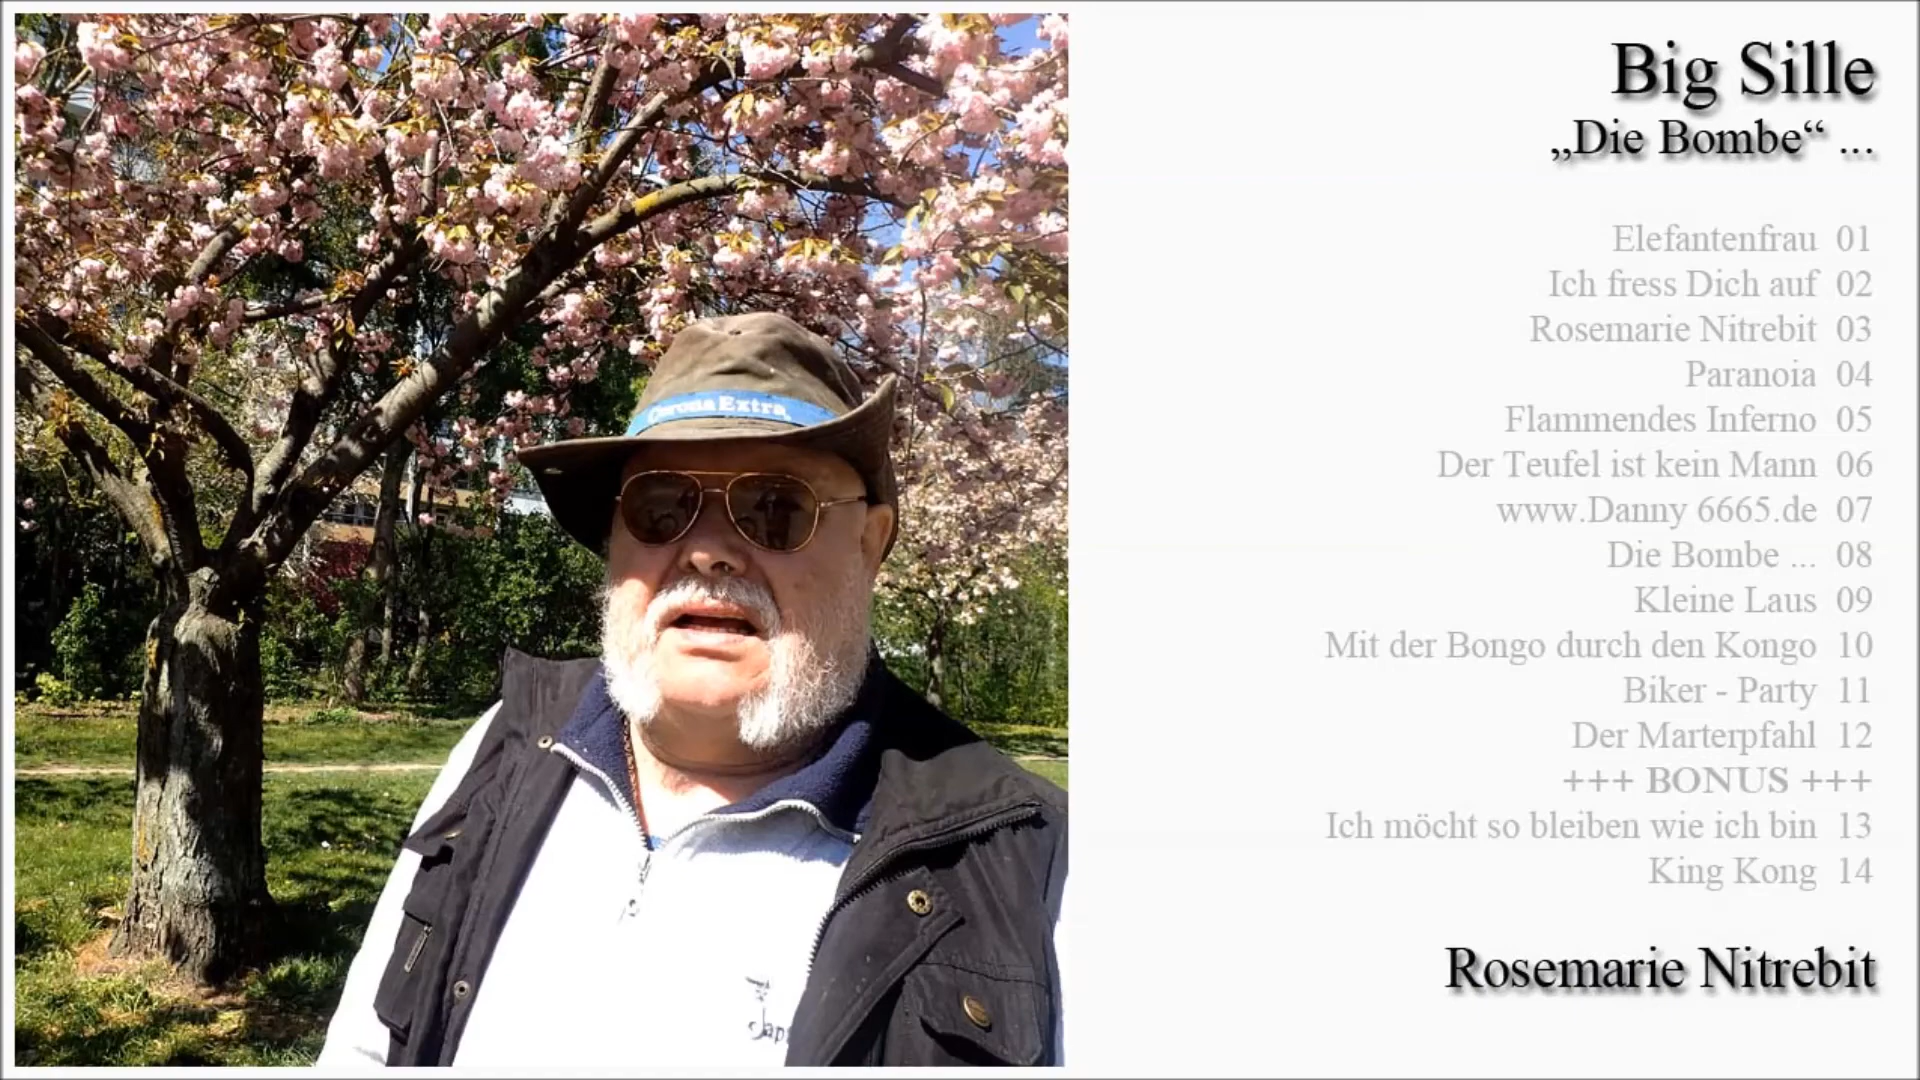 Big Sille
„Die Bombe“ ...
Elefantenfrau 01
Ich fress Dich auf 02
Rosemarie Nitrebit 03
Paranoia 04
Flammendes Inferno 05
Der Teufel ist kein Mann 06
www.Danny 6665.de 07
Die Bombe ... 08
Kleine Laus 09
Mit der Bongo durch den Kongo 10
Biker - Party 11
Der Marterpfahl 12
+++ BONUS +++
Ich möcht so bleiben wie ich bin 13
King Kong 14
Rosemarie Nitrebit
Corona Extra